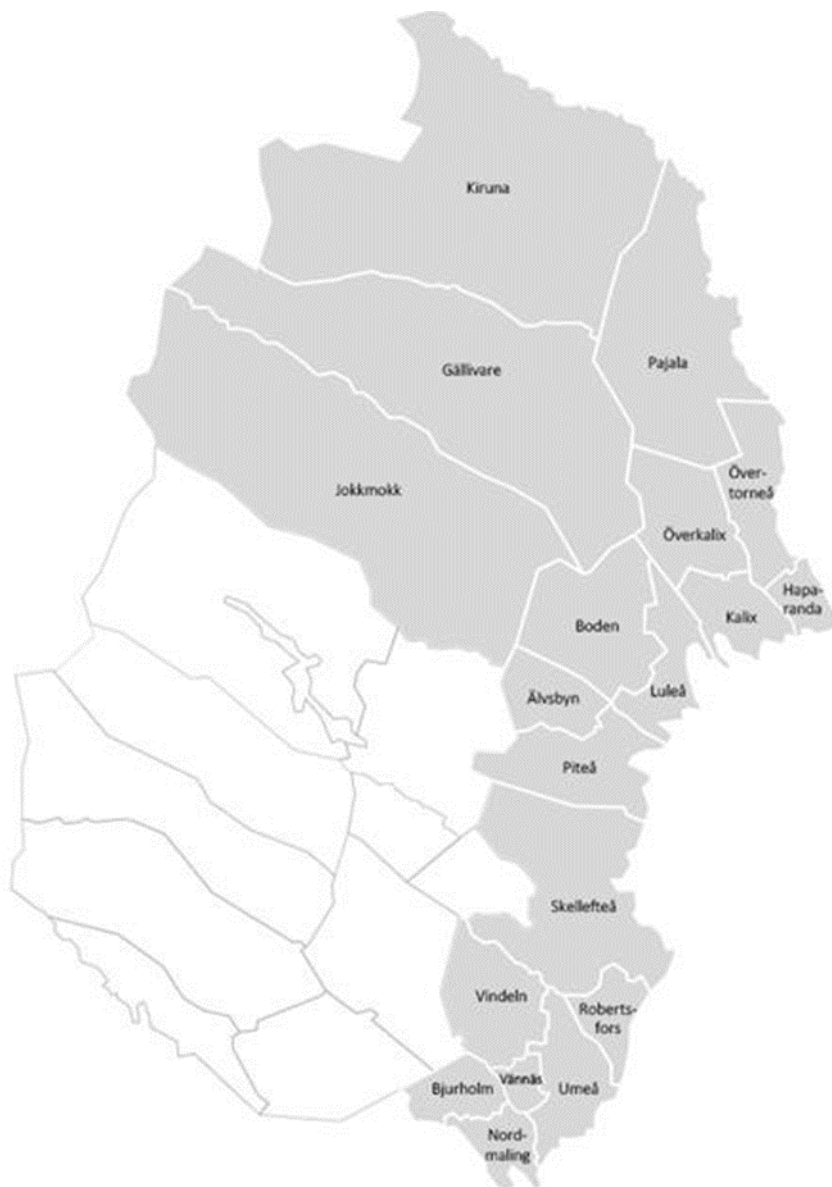 Kiruna
Pajala
Gällivare
Över-
torneå
Jokkmokk
Överkalix
Hapa-
randa
Kalix
Boden
Luleå
Älvsbyn
Piteå
Skellefteå
Vindeln
Roberts-
fors
Vännäs
Bjurholm
Umeå
Nord-
maling